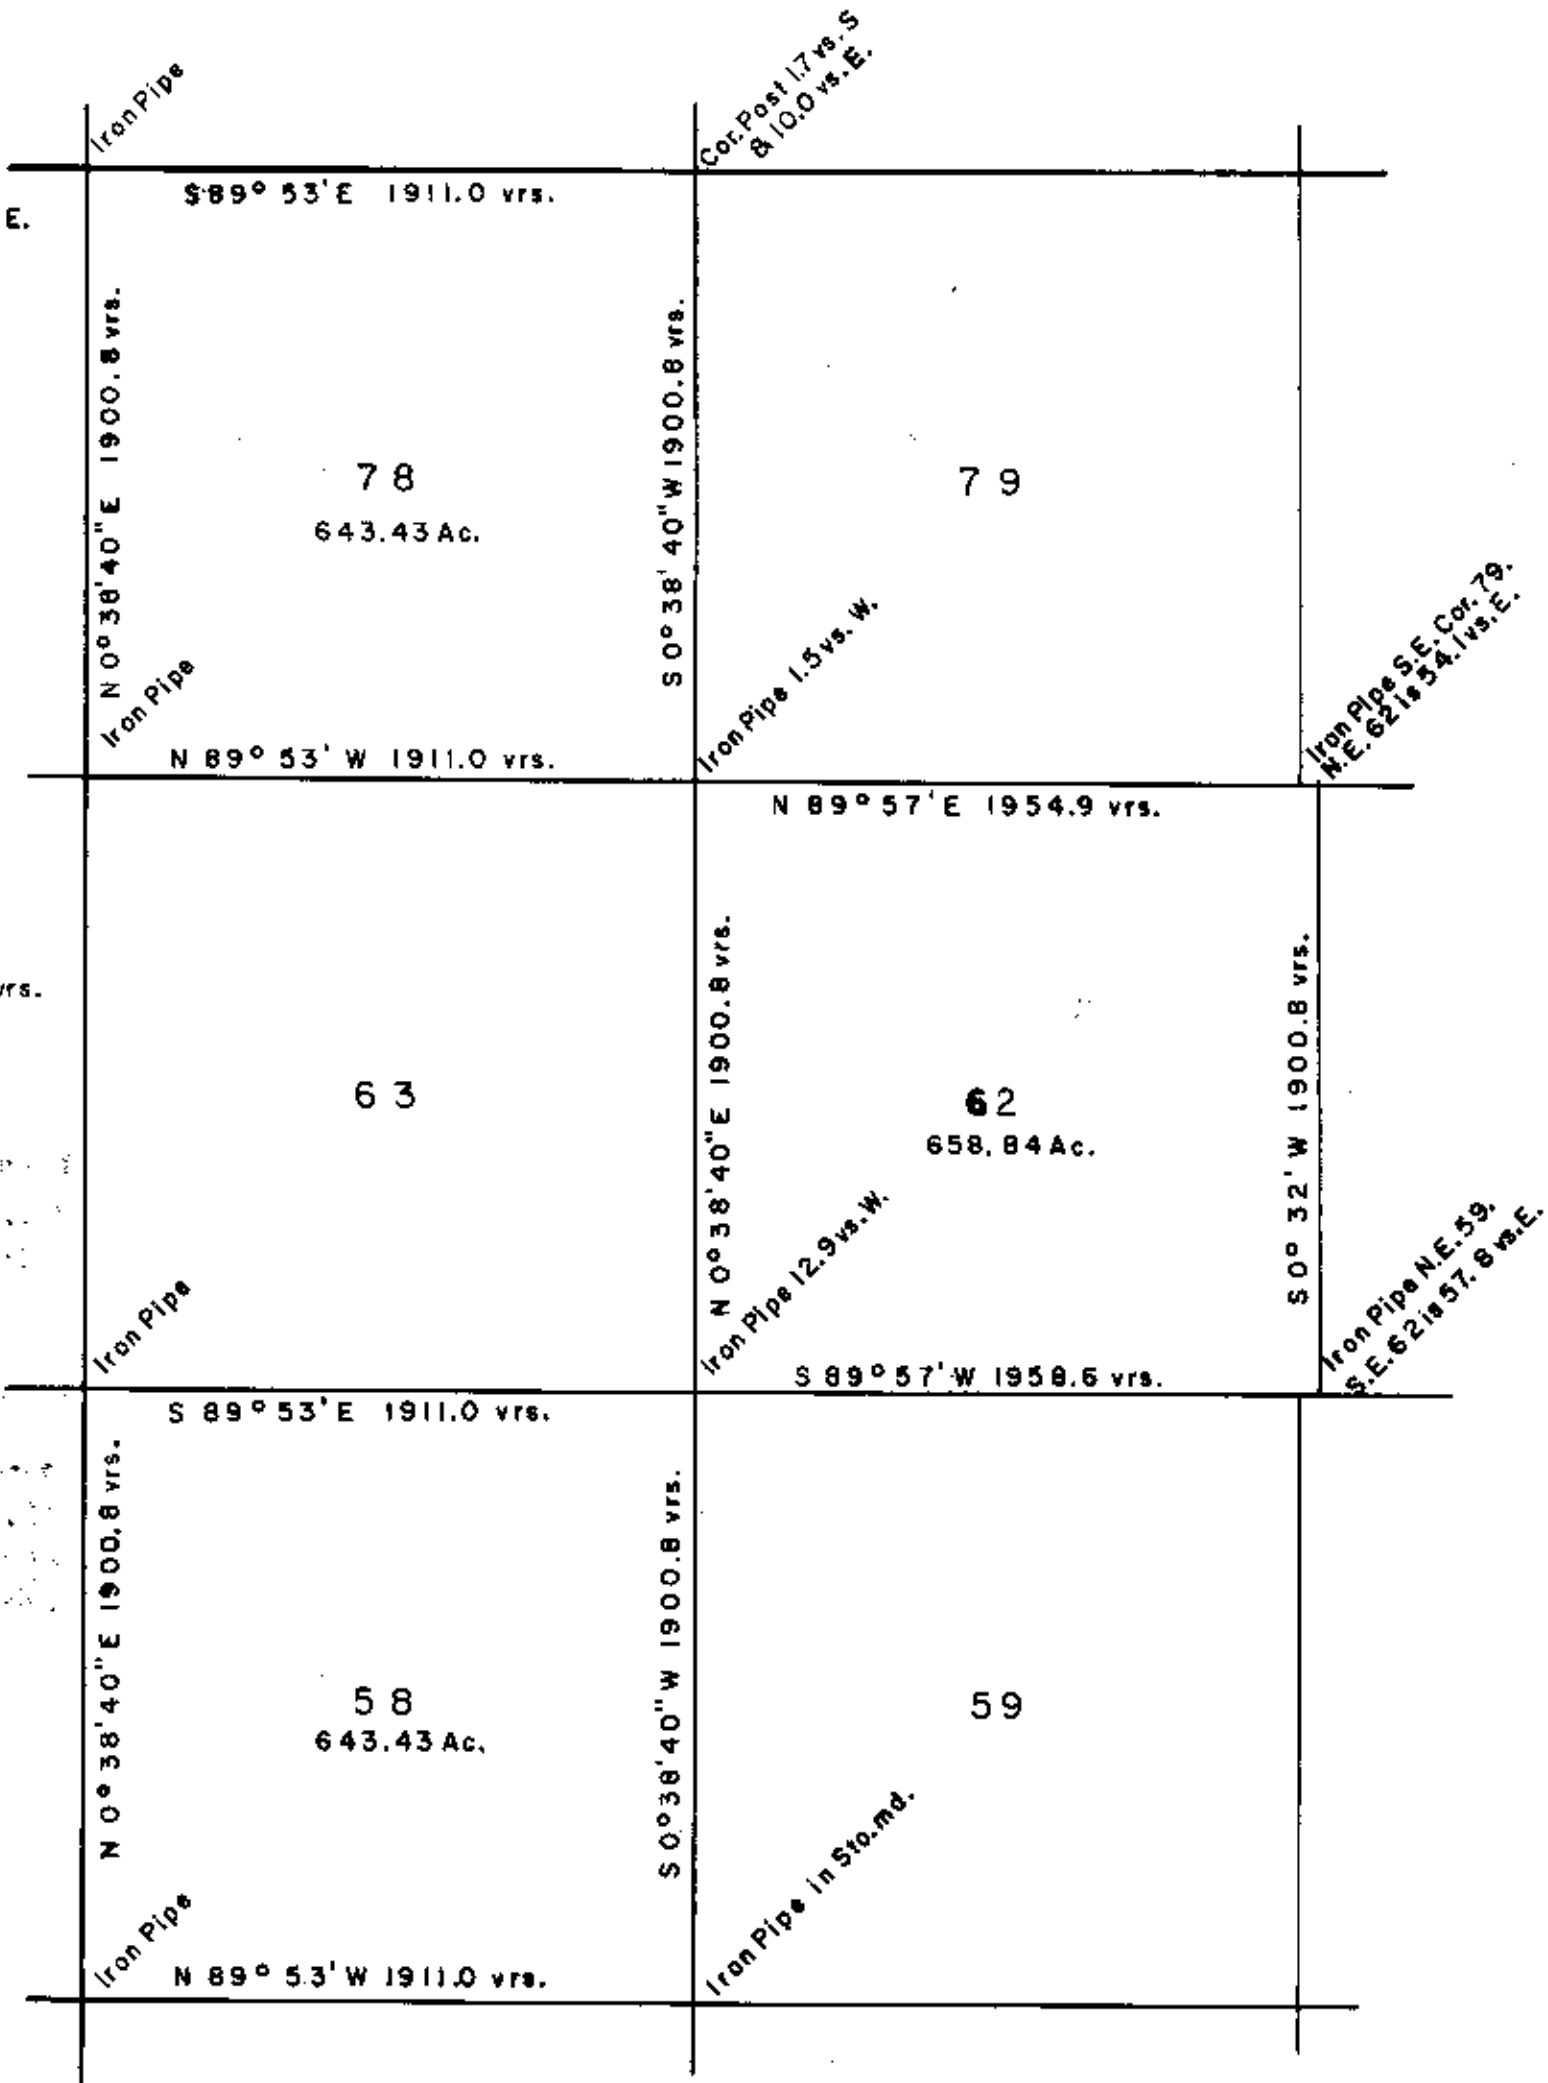 Iron Pipe
Cor. Post 1.7 vs. S
& 10.0 vs. E.
S 89° 53' E 1911.0 vrs.
E.
N 0° 38' 40" E 1900.8 vrs.
S 0° 38' 40" W 1900.8 vrs.
78
643.43 Ac.
79
Iron Pipe
Iron Pipe 1.5 vs. W.
Iron Pipe S.E. Cor. 79.
N.E. 62 is 54.1 vs. E.
N 89° 53' W 1911.0 vrs.
N 89° 57' E 1954.9 vrs.
vrs.
N 0° 38' 40" E 1900.8 vrs.
S 0° 32' W 1900.8 vrs.
63
62
658.84 Ac.
Iron Pipe
Iron Pipe 12.9 vs. W.
Iron Pipe N.E. 59.
S.E. 62 is 57.8 vs. E.
S 89° 57' W 1958.6 vrs.
S 89° 53' E 1911.0 vrs.
N 0° 38' 40" E 1900.8 vrs.
S 0° 38' 40" W 1900.8 vrs.
58
643.43 Ac.
59
Iron Pipe
Iron Pipe in Sto. md.
N 89° 53' W 1911.0 vrs.